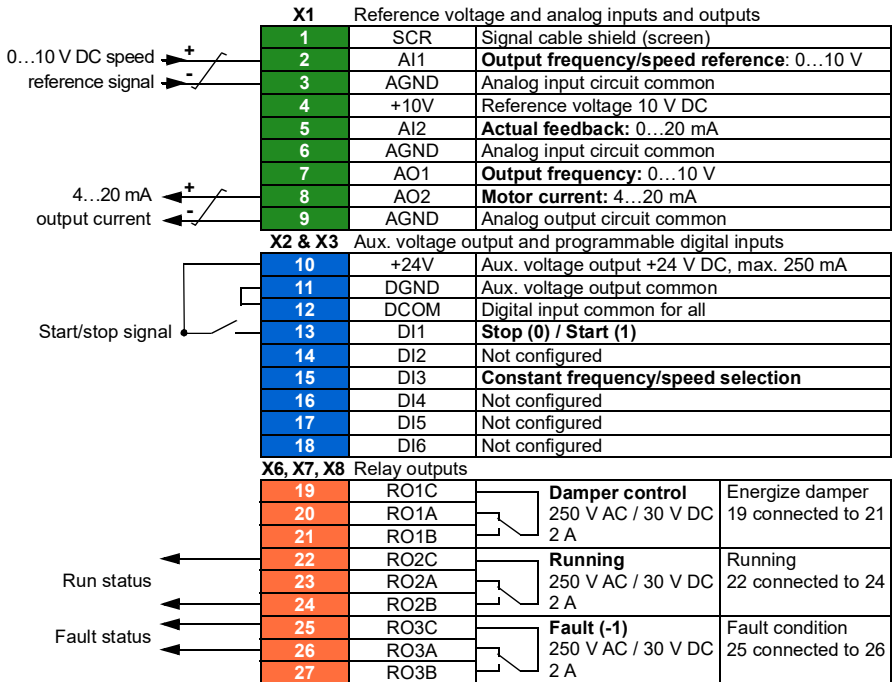 X1 Reference voltage and analog inputs and outputs
1 SCR Signal cable shield (screen)
0…10 V DC speed + 2 AI1 Output frequency/speed reference: 0…10 V
reference signal - 3 AGND Analog input circuit common
4 +10V Reference voltage 10 V DC
5 AI2 Actual feedback: 0…20 mA
6 AGND Analog input circuit common
7 AO1 Output frequency: 0…10 V
4…20 mA + 8 AO2 Motor current: 4…20 mA
output current - 9 AGND Analog output circuit common
X2 & X3 Aux. voltage output and programmable digital inputs
10 +24V Aux. voltage output +24 V DC, max. 250 mA
11 DGND Aux. voltage output common
12 DCOM Digital input common for all
Start/stop signal 13 DI1 Stop (0) / Start (1)
14 DI2 Not configured
15 DI3 Constant frequency/speed selection
16 DI4 Not configured
17 DI5 Not configured
18 DI6 Not configured
X6, X7, X8 Relay outputs
19 RO1C Damper control Energize damper
20 RO1A 250 V AC / 30 V DC 19 connected to 21
21 RO1B 2 A
22 RO2C Running Running
Run status 23 RO2A 250 V AC / 30 V DC 22 connected to 24
24 RO2B 2 A
25 RO3C Fault (-1) Fault condition
Fault status 26 RO3A 250 V AC / 30 V DC 25 connected to 26
27 RO3B 2 A